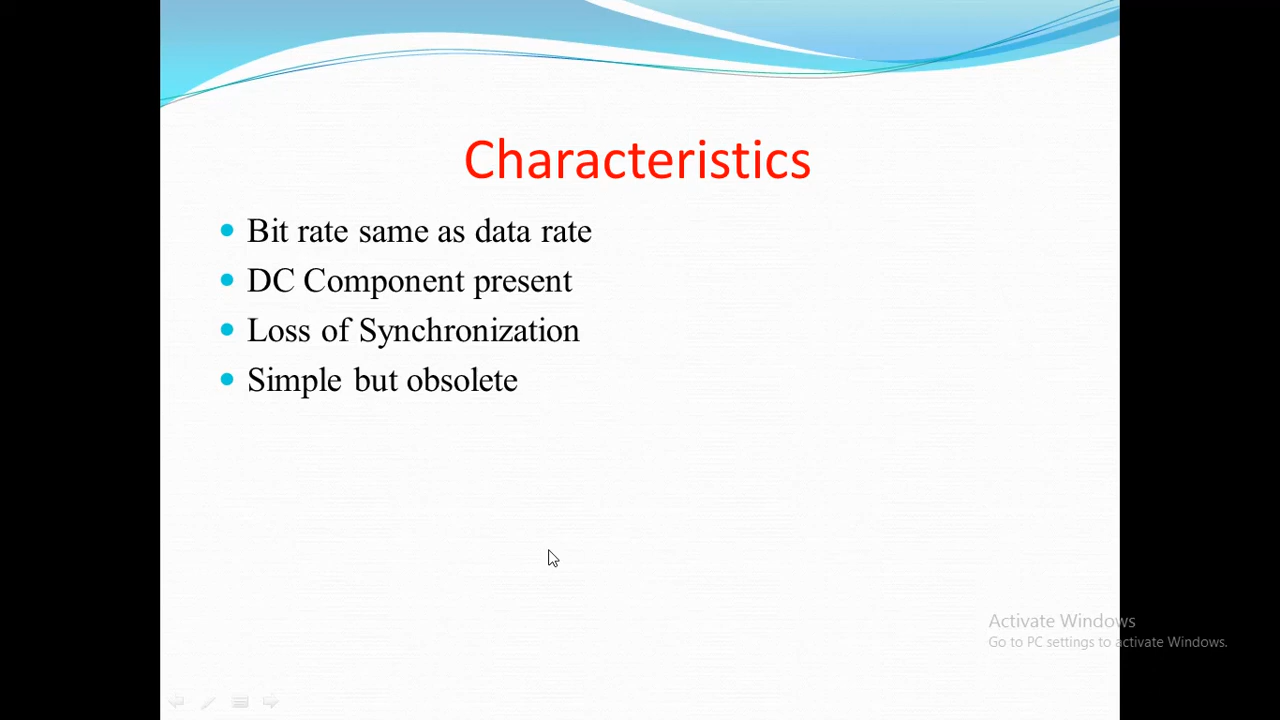 Characteristics
Bit rate same as data rate
DC Component present
Loss of Synchronization
Simple but obsolete
Activate Windows
Go to PC settings to activate Windows.